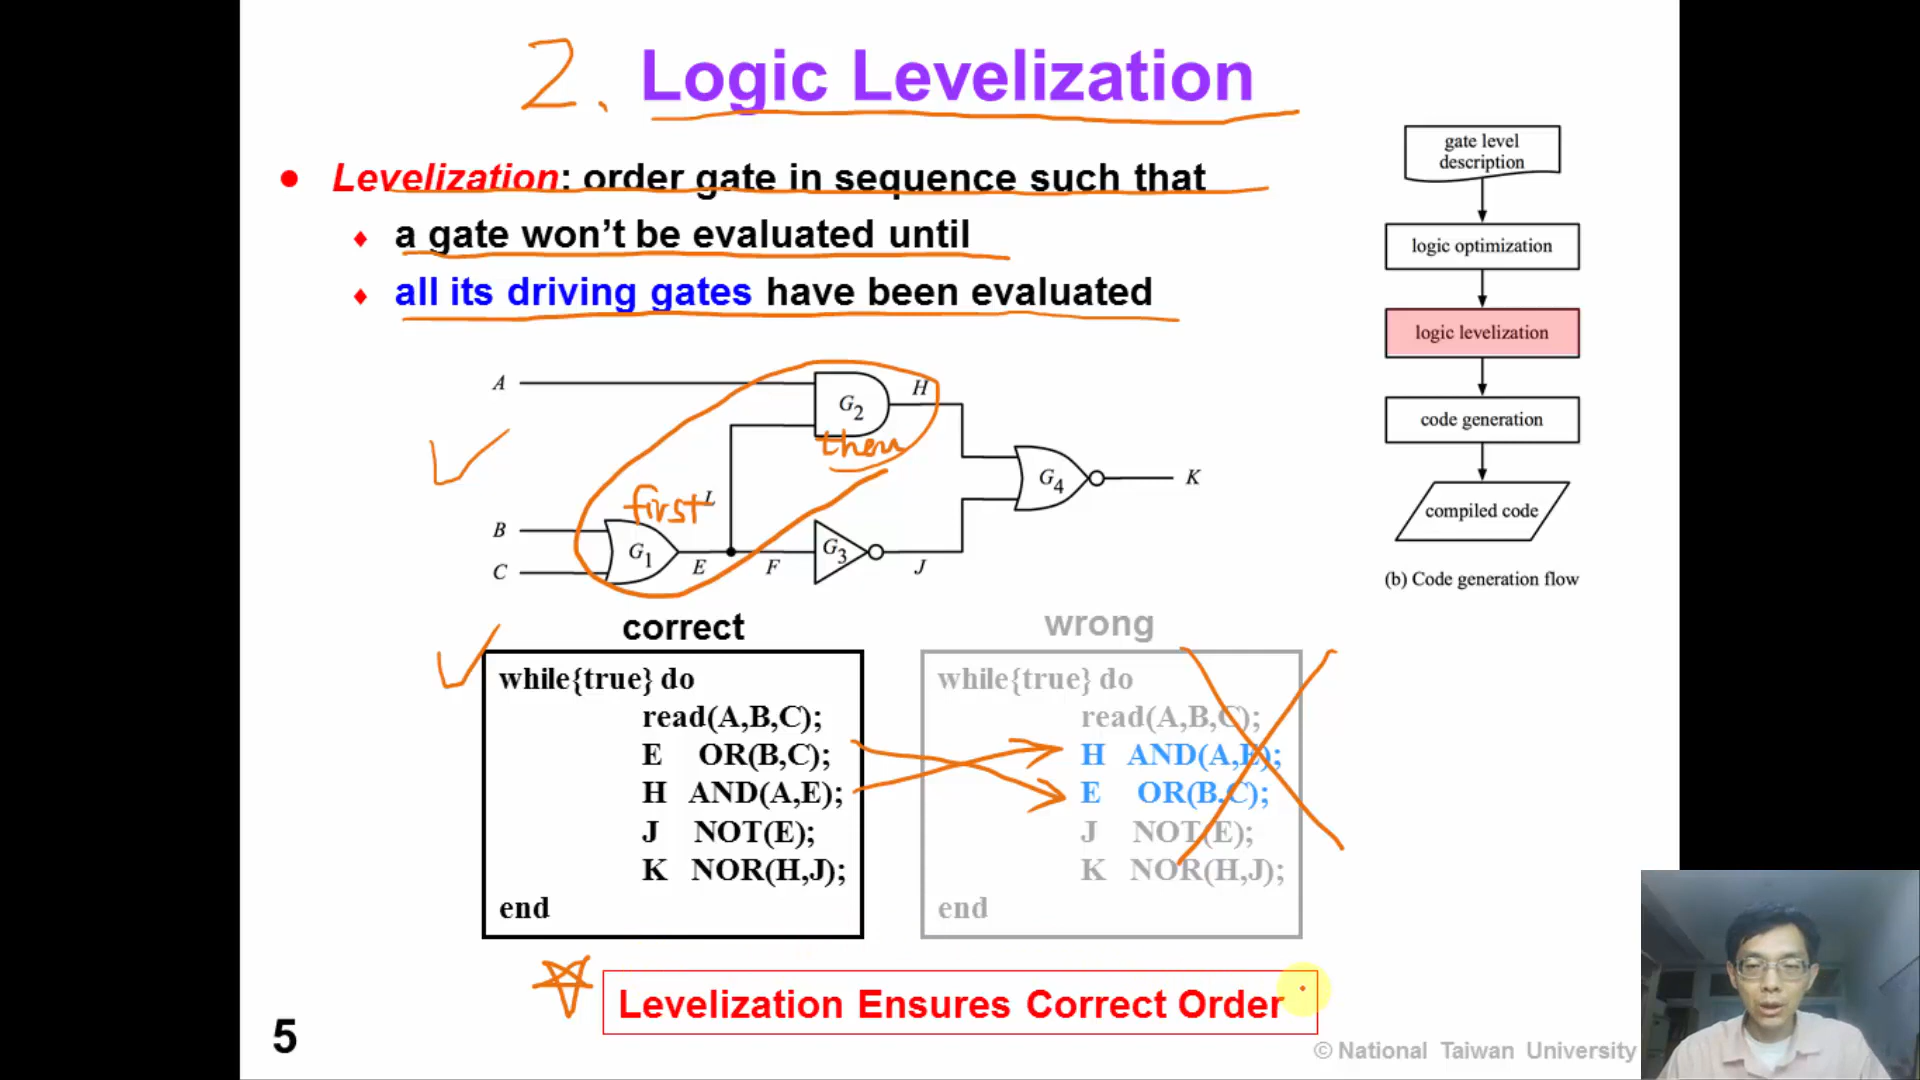 2. Logic Levelization
Levelization: order gate in sequence such that
a gate won't be evaluated until
all its driving gates have been evaluated
gate level
description
logic optimization
logic levelization
code generation
compiled code
(b) Code generation flow
A
G2
H
then
first
L
B
G1
C
E
F
G3
J
G4
K
correct
while{true} do
read(A,B,C);
E OR(B,C);
H AND(A,E);
J NOT(E);
K NOR(H,J);
end
wrong
while{true} do
read(A,B,C);
H AND(A,E);
E OR(B,C);
J NOT(E);
K NOR(H,J);
end
Levelization Ensures Correct Order
5
© National Taiwan University